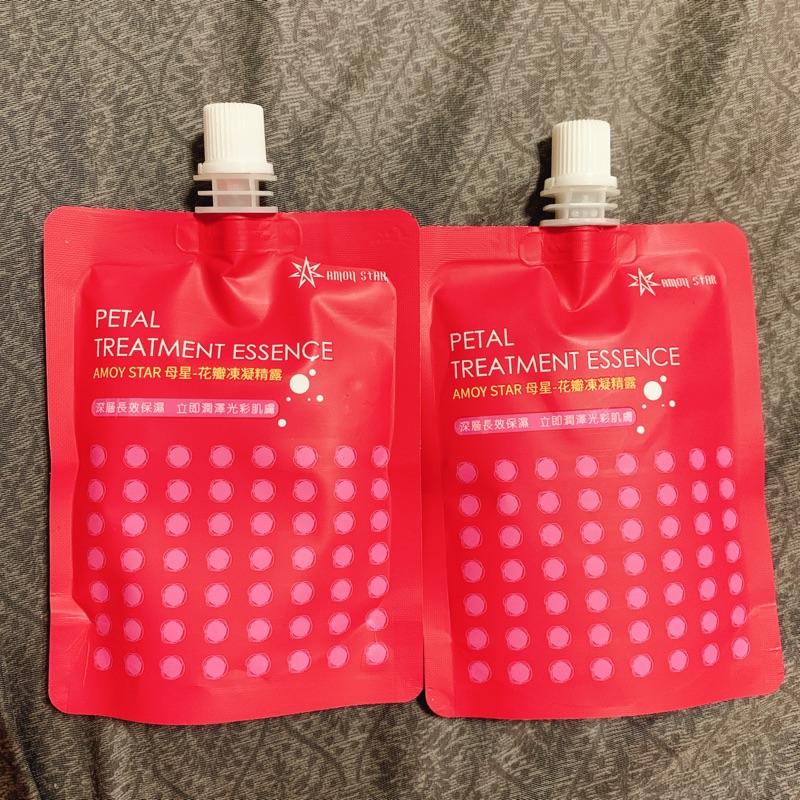 AMOY STAR
PETAL
TREATMENT ESSENCE
AMOY STAR 母星-花瓣凍凝精露
深層長效保濕 立即潤澤光彩肌膚
AMOY STAR
PETAL
TREATMENT ESSENCE
AMOY STAR 母星-花瓣凍凝精露
深層長效保濕 立即潤澤光彩肌膚